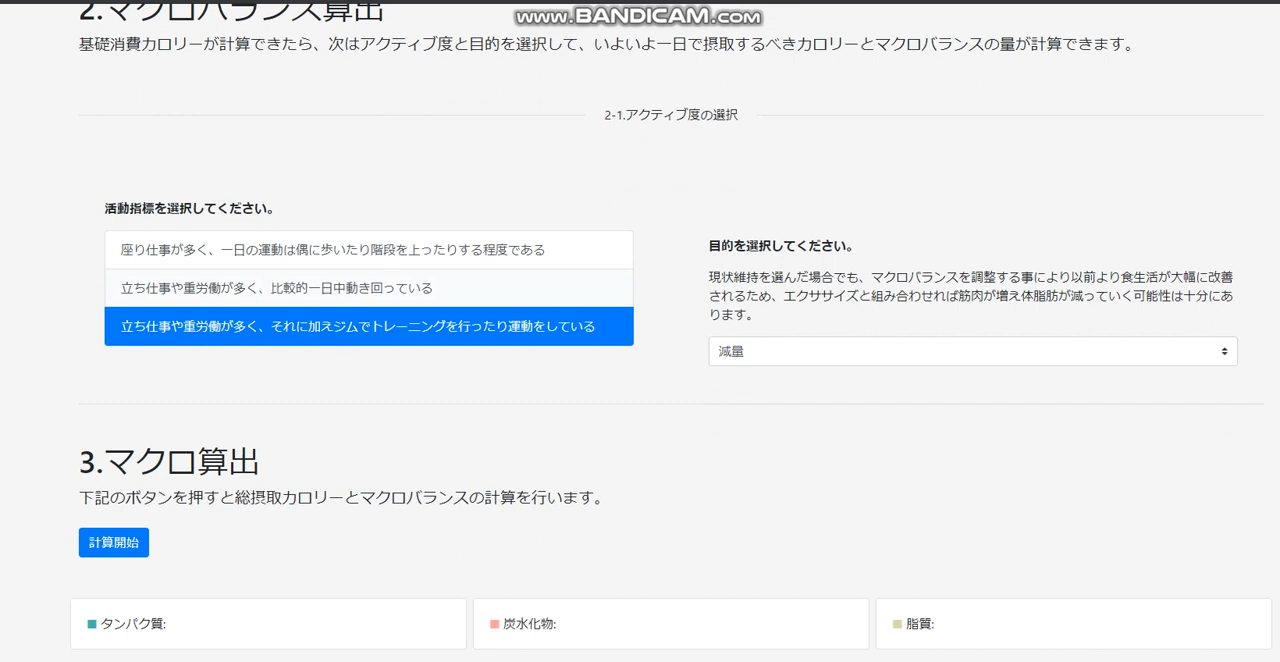 2.マクロバランス算出
www.BANDICAM.com
基礎消費カロリーが計算できたら、次はアクティブ度と目的を選択して、いよいよ一日で摂取するべきカロリーとマクロバランスの量が計算できます。
2-1.アクティブ度の選択
活動指標を選択してください。
座り仕事が多く、一日の運動は偶に歩いたり階段を上ったりする程度である
立ち仕事や重労働が多く、比較的一日中動き回っている
立ち仕事や重労働が多く、それに加えジムでトレーニングを行ったり運動をしている
目的を選択してください。
現状維持を選んだ場合でも、マクロバランスを調整する事により以前より食生活が大幅に改善
されるため、エクササイズと組み合わせれば筋肉が増え体脂肪が減っていく可能性は十分にあ
ります。
減量
3.マクロ算出
下記のボタンを押すと総摂取カロリーとマクロバランスの計算を行います。
計算開始
タンパク質:
炭水化物:
脂質: